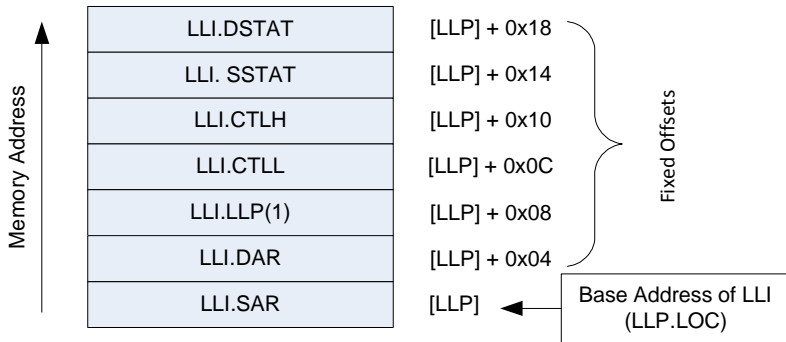 Memory Address
LLI.DSTAT [LLP] + 0x18
LLI. SSTAT [LLP] + 0x14
LLI.CTLH [LLP] + 0x10
LLI.CTLL [LLP] + 0x0C
LLI.LLP(1) [LLP] + 0x08
LLI.DAR [LLP] + 0x04
LLI.SAR [LLP]
Fixed Offsets
Base Address of LLI
(LLP.LOC)